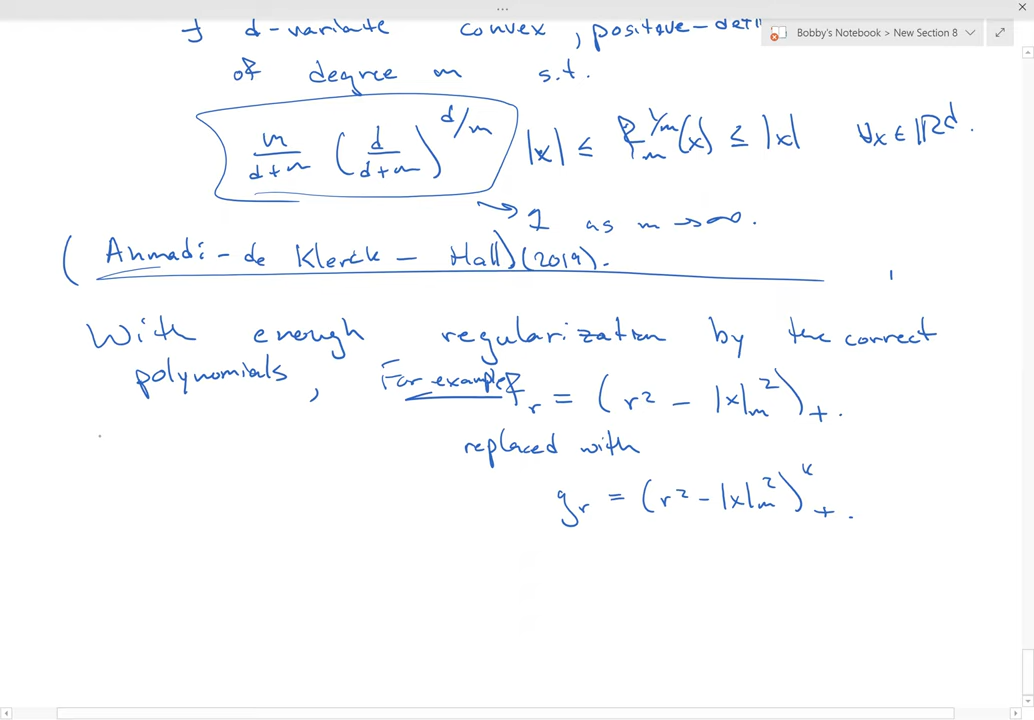 Bobby's Notebook > New Section 8
∃ d-variate convex, positive-defi
of degree m s.t.
m/(d+m) (d/(d+m))^{d/m} |x| ≤ P_m^{1/m}(x) ≤ |x| ∀x ∈ ℝ^d.
→ 1 as m → ∞.
(Ahmadi - de Klerck - Hall) (2019).
With enough regularization by the correct
polynomials, For example f_r = (r² - |x|_m²)_+.
replaced with
g_r = (r² - |x|_m²)_+^k.